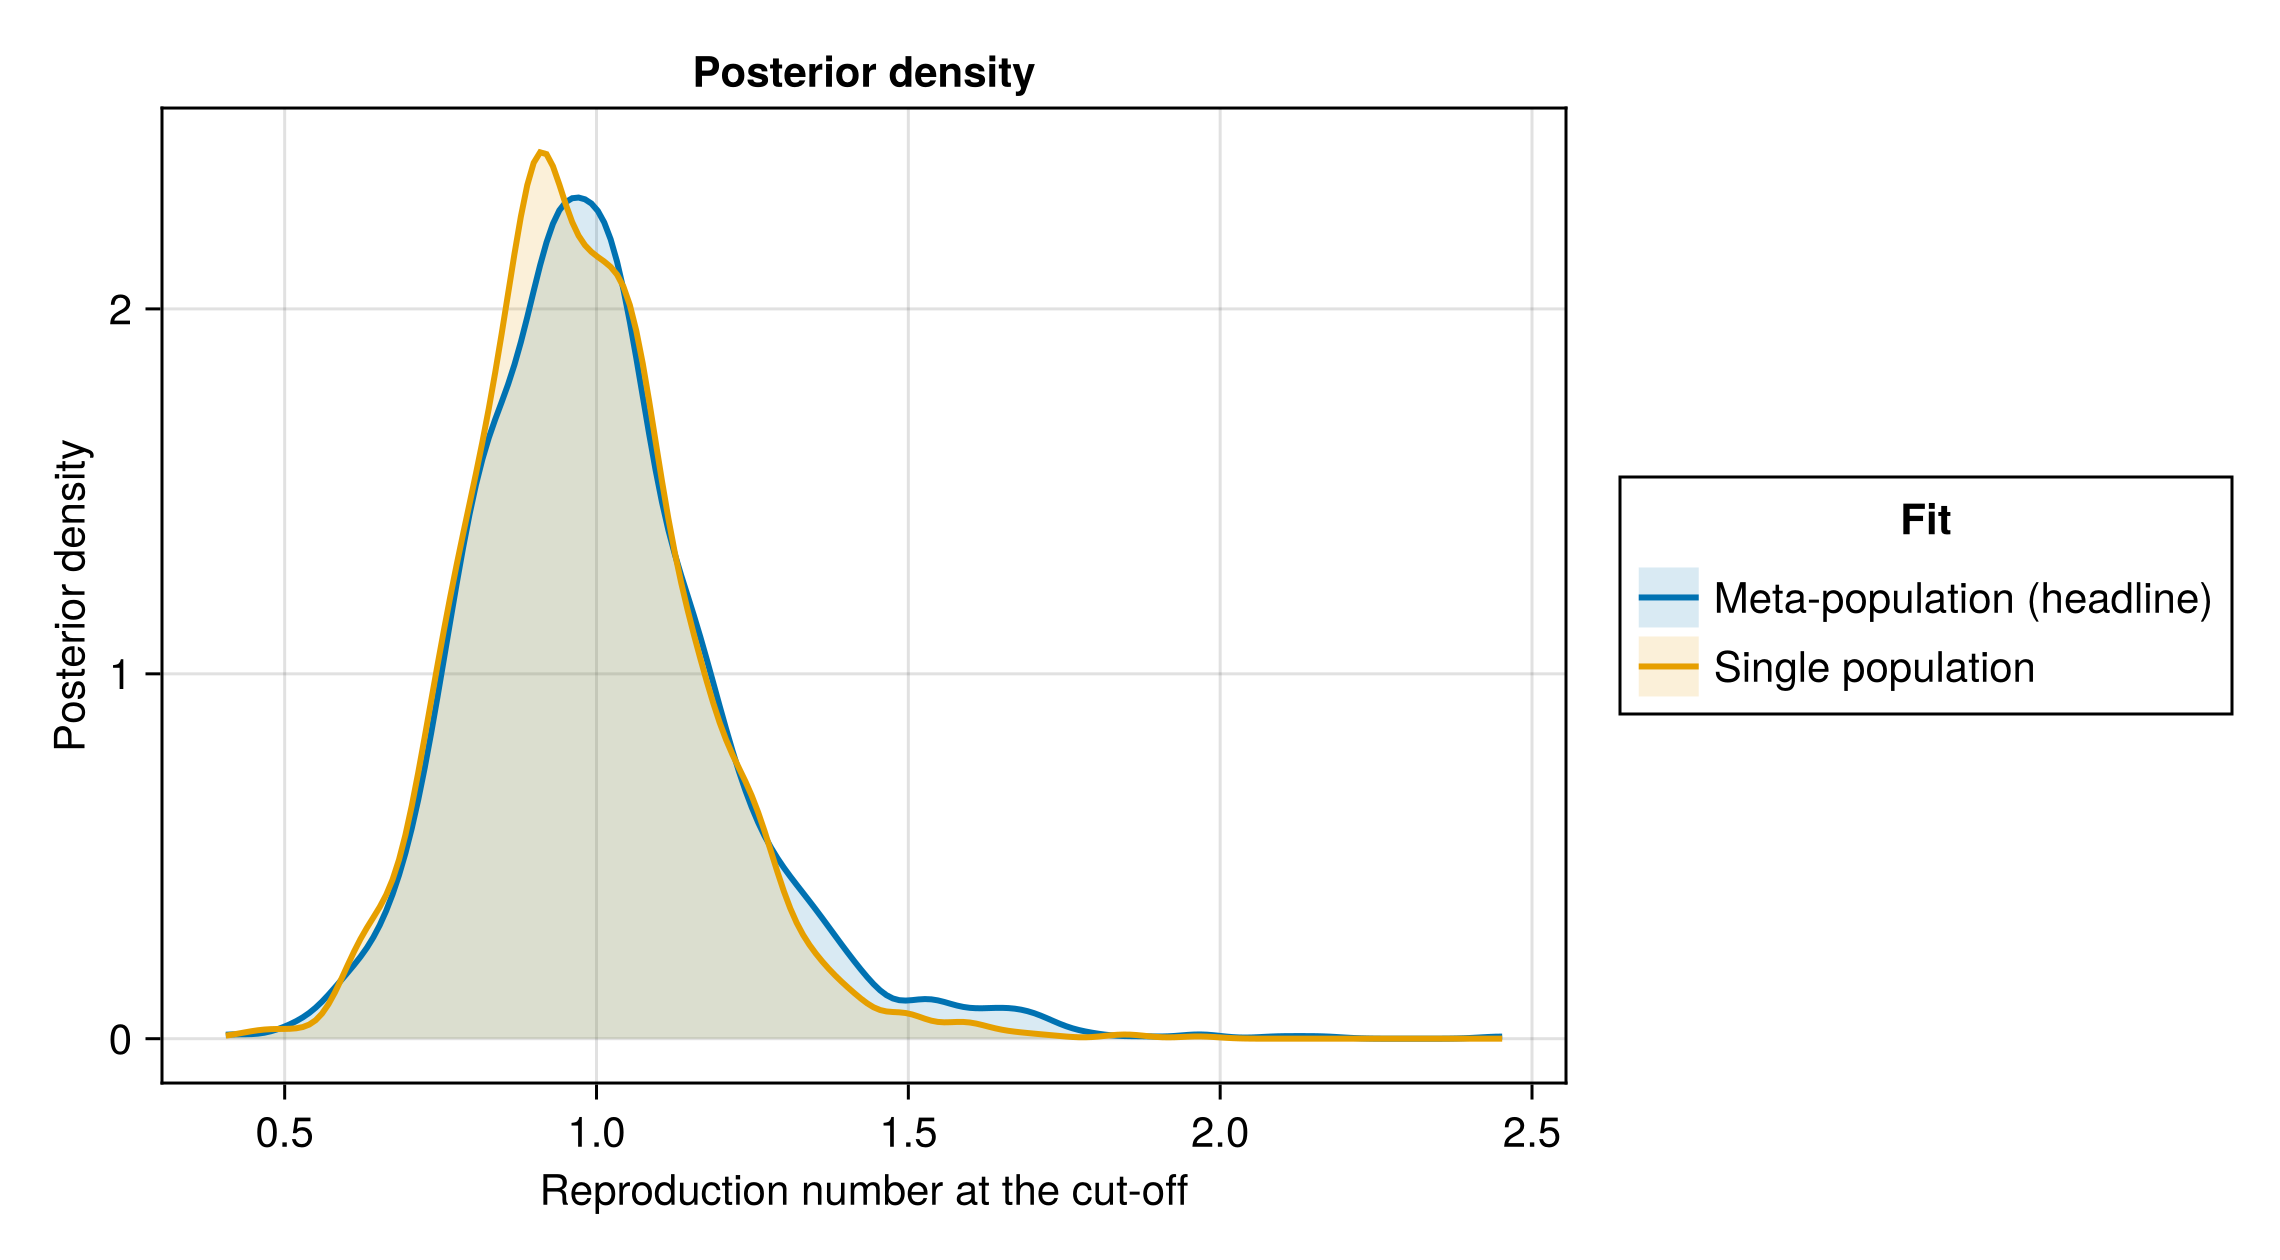 Posterior density
Posterior density
2
1
0
0.5
1.0
1.5
2.0
2.5
Reproduction number at the cut-off
Fit
Meta-population (headline)
Single population